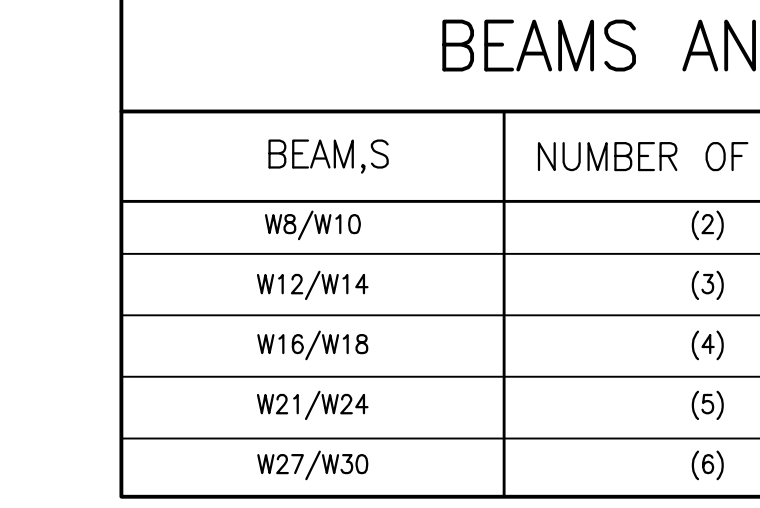 BEAMS AN
BEAM,S NUMBER OF
W8/W10 (2)
W12/W14 (3)
W16/W18 (4)
W21/W24 (5)
W27/W30 (6)